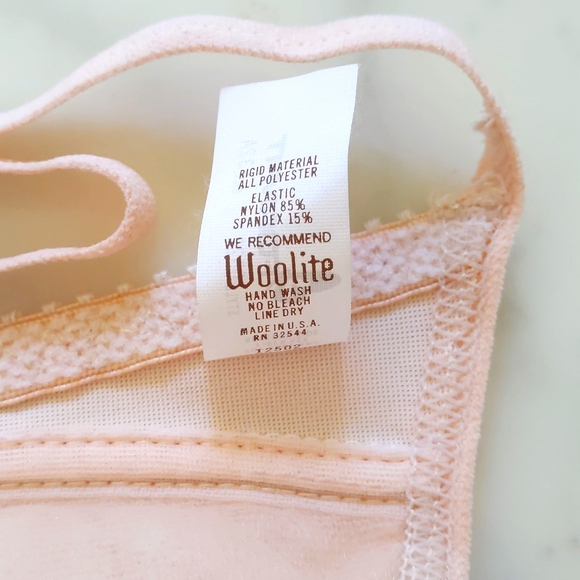 RIGID MATERIAL
ALL POLYESTER
ELASTIC
NYLON 85%
SPANDEX 15%
WE RECOMMEND
Woolite
HAND WASH
NO BLEACH
LINE DRY
MADE IN U.S.A.
RN 32544
12502